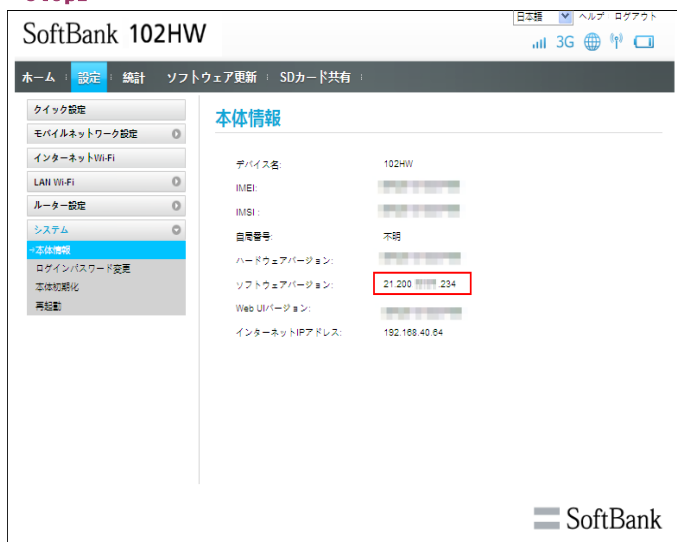 SoftBank 102HW
日本語 ヘルプ ログアウト
3G
ホーム 設定 統計 ソフトウェア更新 SDカード共有
クイック設定
モバイルネットワーク設定
インターネットWi-Fi
LAN Wi-Fi
ルーター設定
システム
本体情報
ログインパスワード変更
本体初期化
再起動
本体情報
デバイス名: 102HW
IMEI:
IMSI :
自局番号: 不明
ハードウェアバージョン:
ソフトウェアバージョン: 21.200 .234
Web UIバージョン:
インターネットIPアドレス: 192.168.40.64
SoftBank